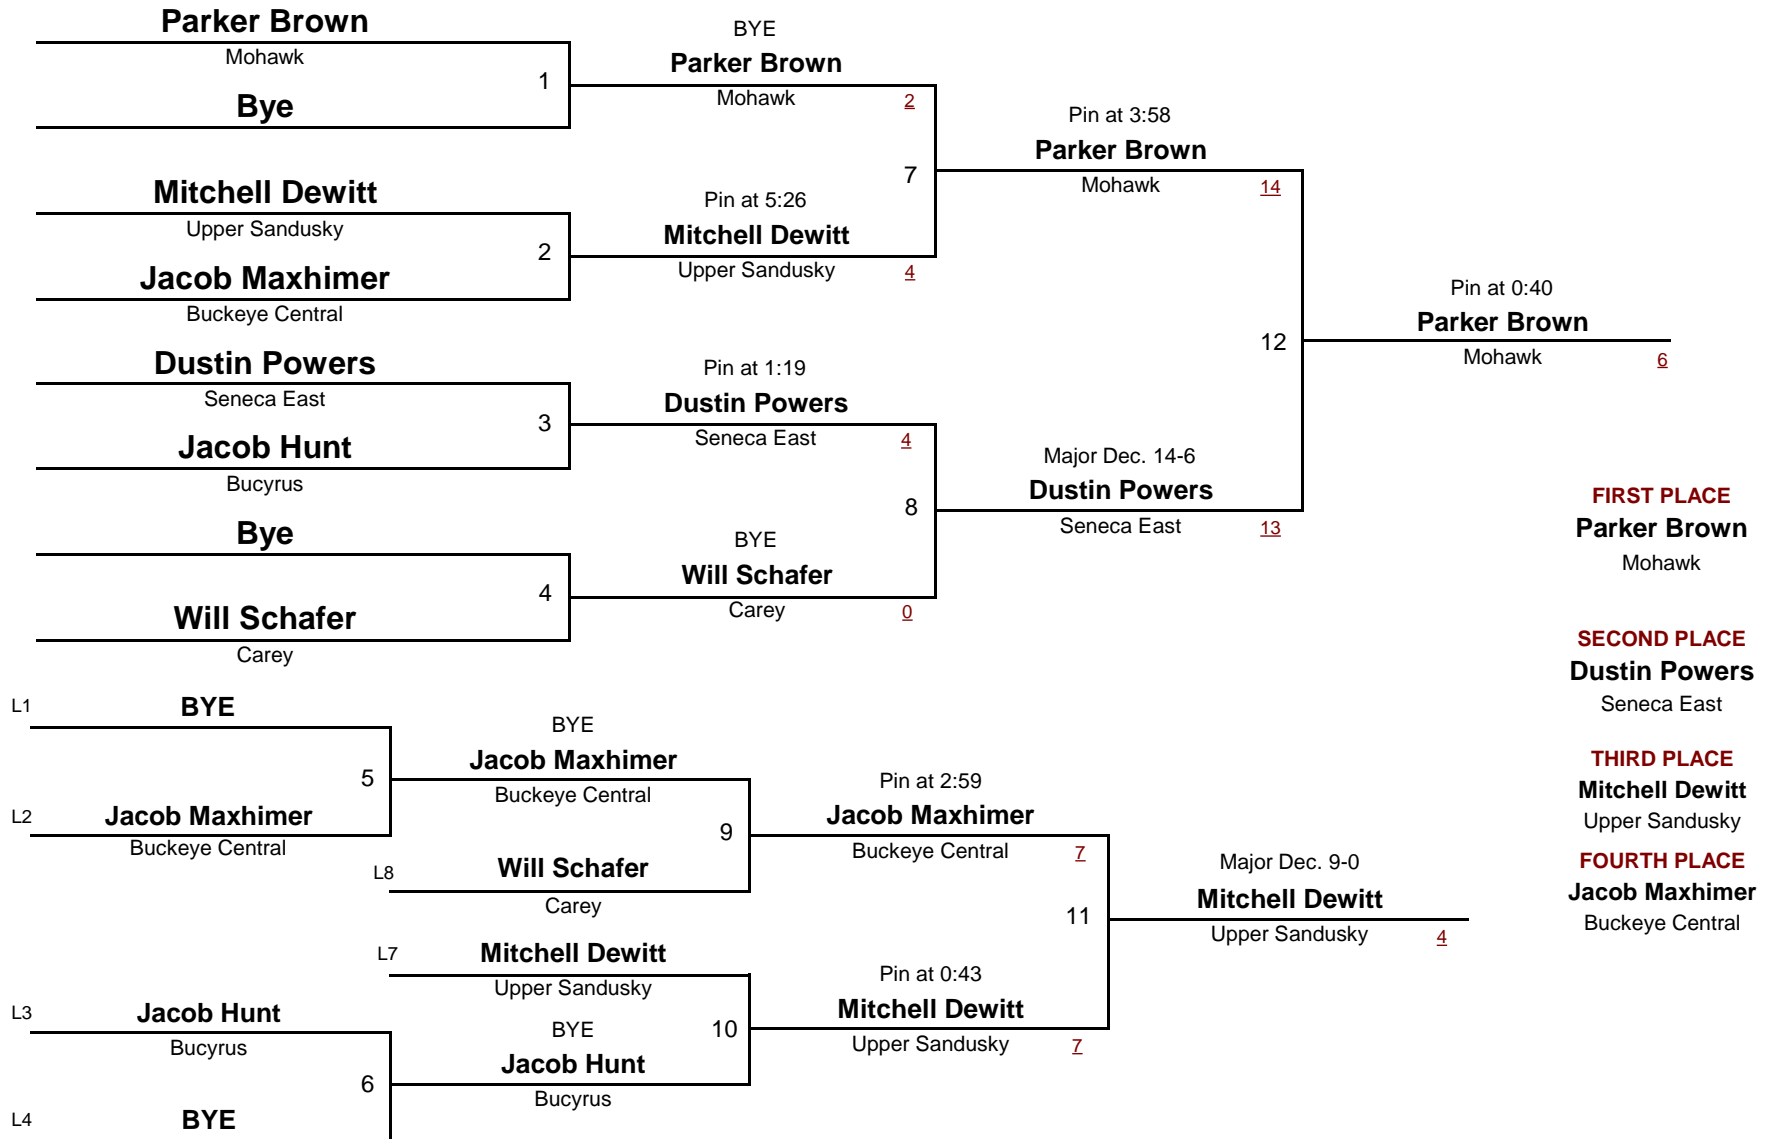 Parker Brown
Mohawk
1
Bye
Mitchell Dewitt
Upper Sandusky
2
Jacob Maxhimer
Buckeye Central
Dustin Powers
Seneca East
3
Jacob Hunt
Bucyrus
Bye
4
Will Schafer
Carey
BYE
Parker Brown
Mohawk 2
7
Pin at 5:26
Mitchell Dewitt
Upper Sandusky 4
Pin at 1:19
Dustin Powers
Seneca East 4
8
BYE
Will Schafer
Carey 0
Pin at 3:58
Parker Brown
Mohawk 14
12
Major Dec. 14-6
Dustin Powers
Seneca East 13
Pin at 0:40
Parker Brown
Mohawk 6
FIRST PLACE
Parker Brown
Mohawk
SECOND PLACE
Dustin Powers
Seneca East
THIRD PLACE
Mitchell Dewitt
Upper Sandusky
FOURTH PLACE
Jacob Maxhimer
Buckeye Central
L1 BYE
5
L2 Jacob Maxhimer
Buckeye Central
BYE
Jacob Maxhimer
Buckeye Central
9
L8 Will Schafer
Carey
L7 Mitchell Dewitt
Upper Sandusky
10
BYE
Jacob Hunt
Bucyrus
L3 Jacob Hunt
Bucyrus
6
L4 BYE
Pin at 2:59
Jacob Maxhimer
Buckeye Central 7
11
Pin at 0:43
Mitchell Dewitt
Upper Sandusky 7
Major Dec. 9-0
Mitchell Dewitt
Upper Sandusky 4